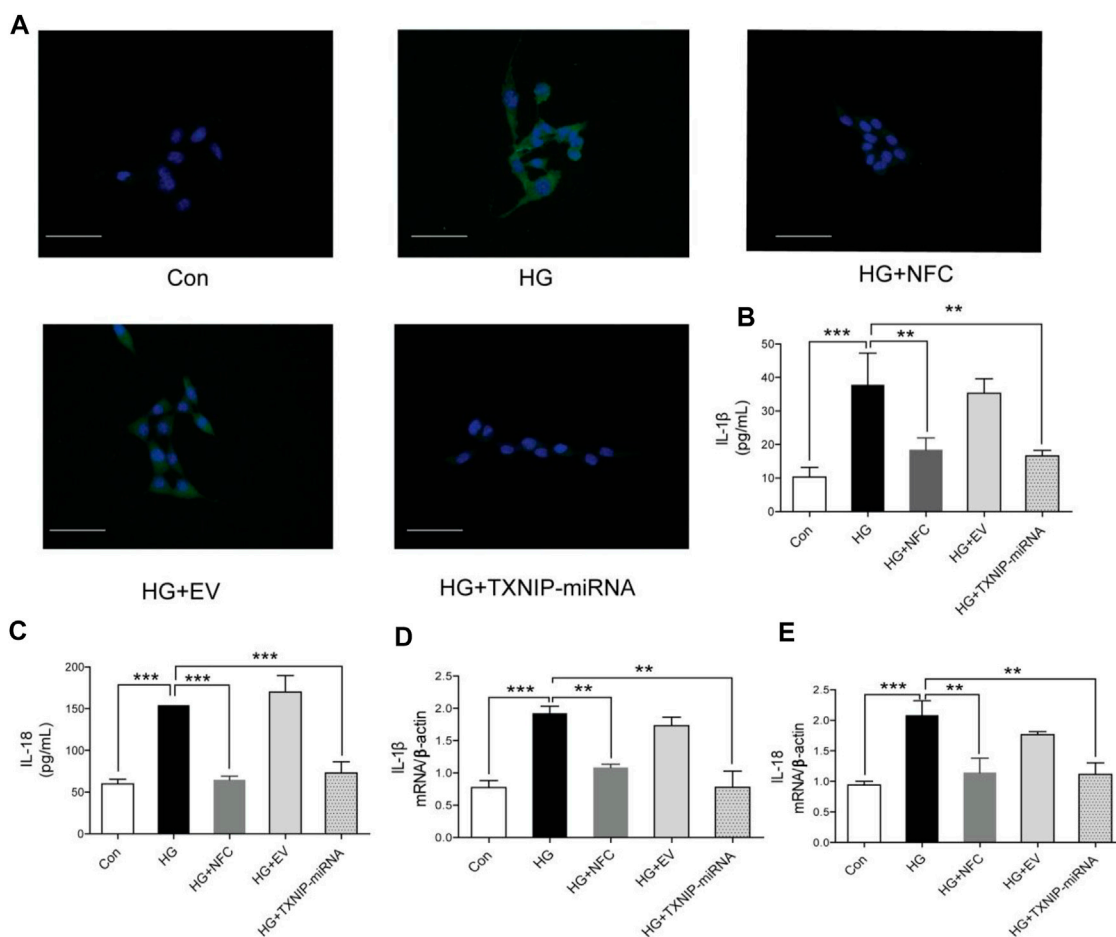 A
Con
HG
HG+NFC
HG+EV
HG+TXNIP-miRNA
B
IL-1β
(pg/mL)
50
40
30
20
10
0
***
**
**
Con
HG
HG+NFC
HG+EV
HG+TXNIP-miRNA
C
IL-18
(pg/mL)
200
150
100
50
0
***
***
***
Con
HG
HG+NFC
HG+EV
HG+TXNIP-miRNA
D
IL-1β
mRNA/β-actin
2.5
2.0
1.5
1.0
0.5
0.0
***
**
**
Con
HG
HG+NFC
HG+EV
HG+TXNIP-miRNA
E
IL-18
mRNA/β-actin
2.5
2.0
1.5
1.0
0.5
0.0
***
**
**
Con
HG
HG+NFC
HG+EV
HG+TXNIP-miRNA